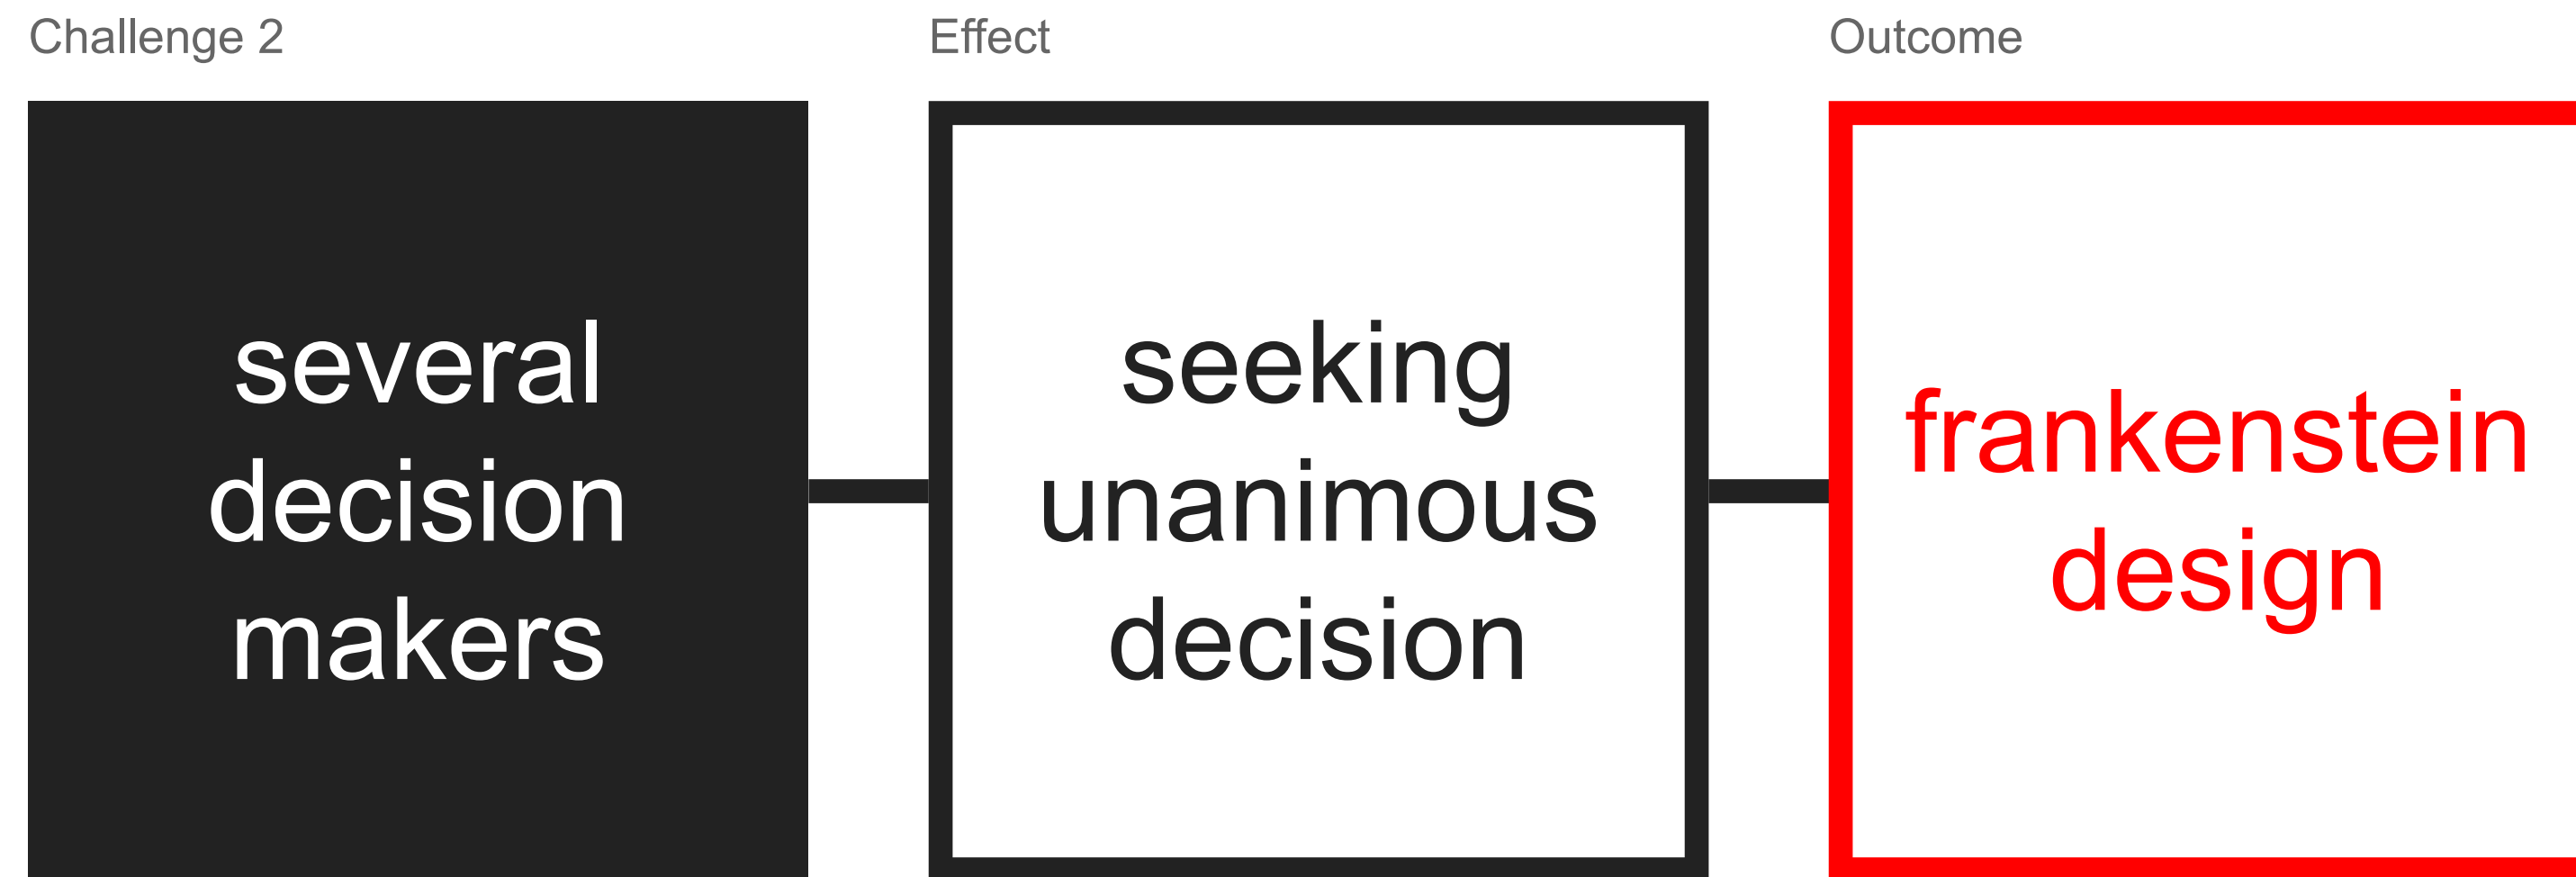 Challenge 2
Effect
Outcome
several
decision
makers
seeking
unanimous
decision
frankenstein
design